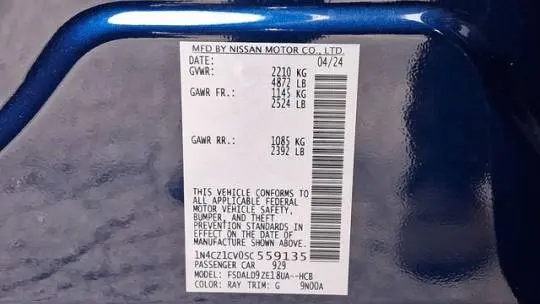 MFD BY NISSAN MOTOR CO., LTD.
DATE: 04/24
GVWR: 2210 KG
4872 LB
GAWR FR.: 1145 KG
2524 LB
GAWR RR.: 1085 KG
2392 LB
THIS VEHICLE CONFORMS TO
ALL APPLICABLE FEDERAL
MOTOR VEHICLE SAFETY,
BUMPER, AND THEFT
PREVENTION STANDARDS IN
EFFECT ON THE DATE OF
MANUFACTURE SHOWN ABOVE.
1N4CZ1CV0SC559135
PASSENGER CAR 929
MODEL: FSDALD9ZE18UA--HCB
COLOR: RAY TRIM: G 9N00A